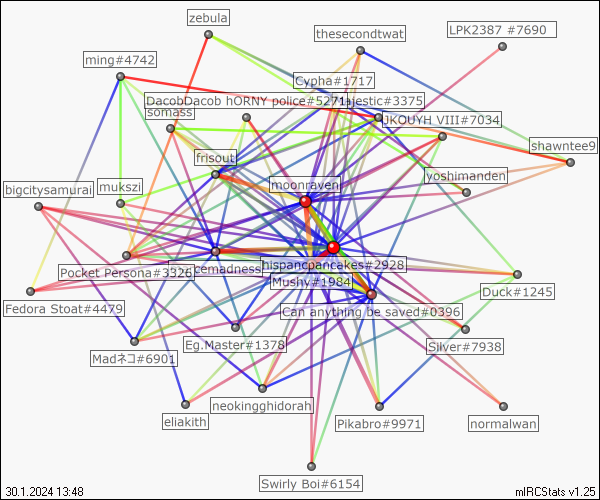 zebula
thesecondtwat
LPK2387 #7690
ming#4742
Cypha#1717
DacobDacob hORNY police#5271
ajestic#3375
somass
JKOUYH VIII#7034
shawntee9
frisout
yoshimanden
bigcitysamurai
mukszi
moonraven
Pocket Persona#3326
cemadness
hispancpancakes#2928
Mushy#1984
Duck#1245
Fedora Stoat#4479
Can anything be saved#0396
Eg.Master#1378
Silver#7938
Madネコ#6901
neokingghidorah
eliakith
Pikabro#9971
normalwan
Swirly Boi#6154
30.1.2024 13:48
mIRCStats v1.25